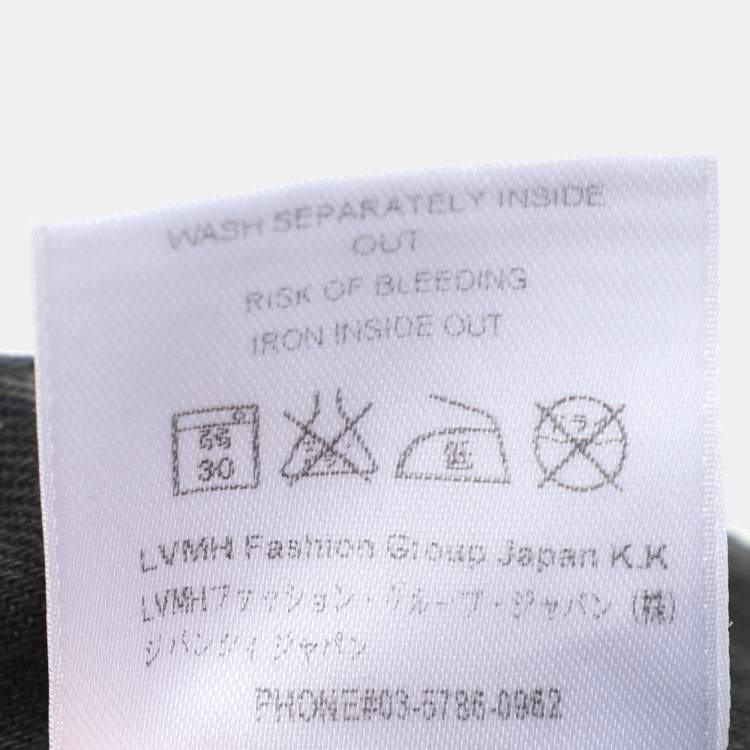 WASH SEPARATELY INSIDE
OUT
RISK OF BLEEDING
IRON INSIDE OUT
弱
30
低
LVMH Fashion Group Japan K.K
LVMHファッション・グループ・ジャパン (株)
ジバンシィ ジャパン
PHONE#03-5786-0962